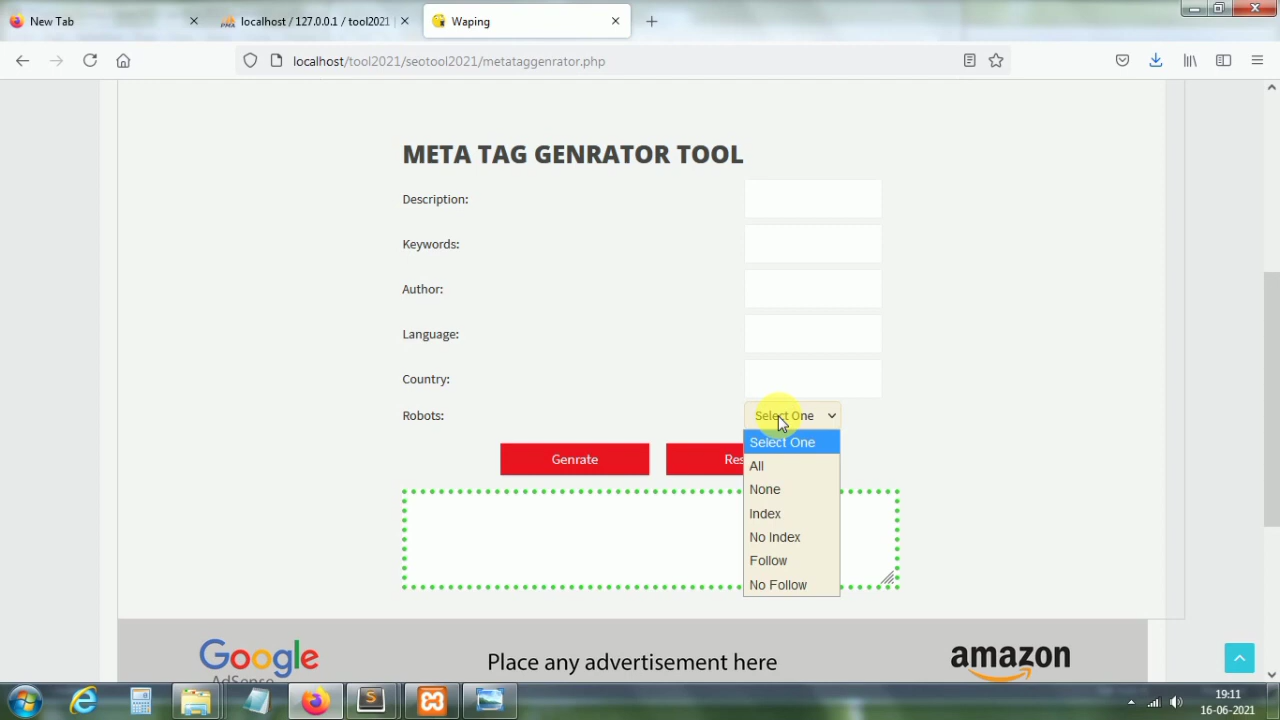 New Tab
localhost / 127.0.0.1 / tool2021 |
Waping
localhost/tool2021/seotool2021/metataggenrator.php
META TAG GENRATOR TOOL
Description:
Keywords:
Author:
Language:
Country:
Robots:
Select One
Select One
All
None
Index
No Index
Follow
No Follow
Genrate
Res
Google
AdSense
Place any advertisement here
amazon
19:11
16-06-2021